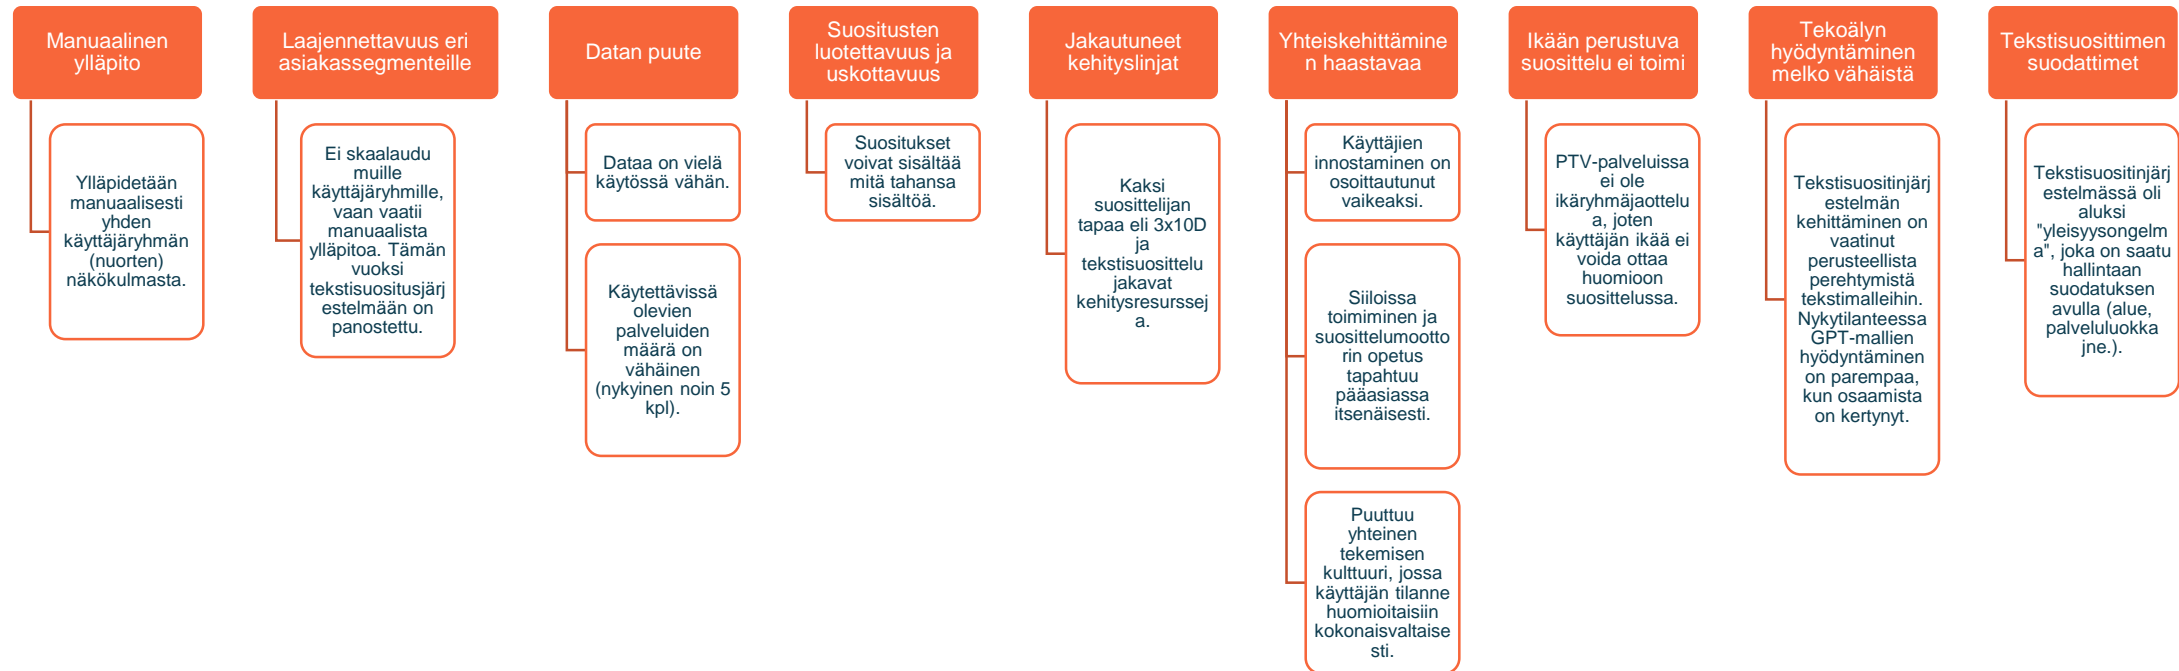 Manuaalinen
ylläpito
Ylläpidetään
manuaalisesti
yhden
käyttäjäryhmän
(nuorten)
näkökulmasta.
Laajennettavuus eri
asiakassegmenteille
Ei skaalaudu
muille
käyttäjäryhmille,
vaan vaatii
manuaalista
ylläpitoa. Tämän
vuoksi
tekstisuositusjärj
estelmään on
panostettu.
Datan puute
Dataa on vielä
käytössä vähän.
Käytettävissä
olevien
palveluiden
määrä on
vähäinen
(nykyinen noin 5
kpl).
Suositusten
luotettavuus ja
uskottavuus
Suositukset
voivat sisältää
mitä tahansa
sisältöä.
Jakautuneet
kehityslinjat
Kaksi
suosittelijan
tapaa eli 3x10D
ja
tekstisuosittelu
jakavat
kehitysresurssej
a.
Yhteiskehittämine
n haastavaa
Käyttäjien
innostaminen on
osoittautunut
vaikeaksi.
Siiloissa
toimiminen ja
suosittelumootto
rin opetus
tapahtuu
pääasiassa
itsenäisesti.
Puuttuu
yhteinen
tekemisen
kulttuuri, jossa
käyttäjän tilanne
huomioitaisiin
kokonaisvaltaise
sti.
Ikään perustuva
suosittelu ei toimi
PTV-palveluissa
ei ole
ikäryhmäjaottelu
a, joten
käyttäjän ikää ei
voida ottaa
huomioon
suosittelussa.
Tekoälyn
hyödyntäminen
melko vähäistä
Tekstisuositinjärj
estelmän
kehittäminen on
vaatinut
perusteellista
perehtymistä
tekstimalleihin.
Nykytilanteessa
GPT-mallien
hyödyntäminen
on parempaa,
kun osaamista
on kertynyt.
Tekstisuosittimen
suodattimet
Tekstisuositinjärj
estelmässä oli
aluksi
"yleisyysongelm
a", joka on saatu
hallintaan
suodatuksen
avulla (alue,
palveluluokka
jne.).